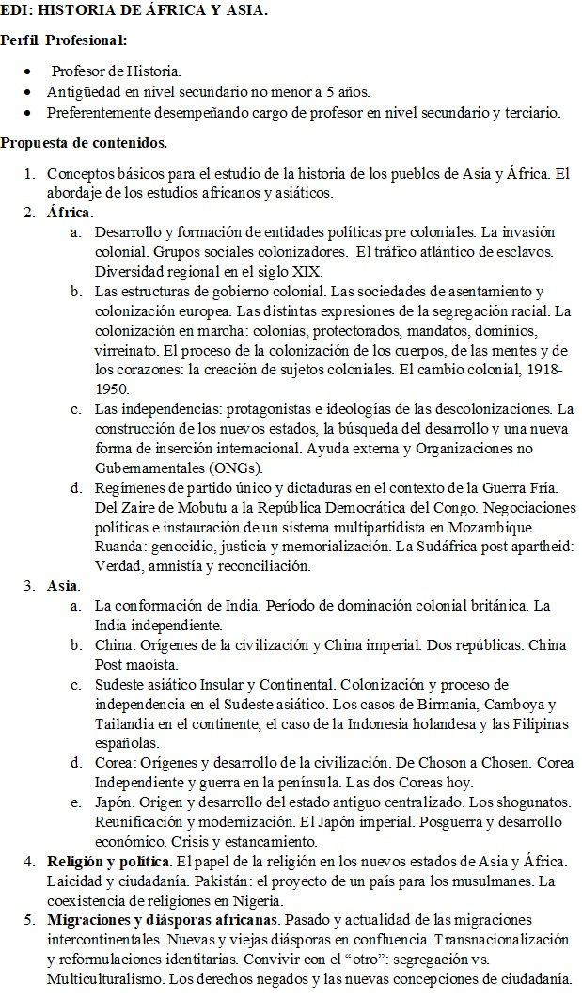 EDI: HISTORIA DE ÁFRICA Y ASIA.
Perfil Profesional:
• Profesor de Historia.
• Antigüedad en nivel secundario no menor a 5 años.
• Preferentemente desempeñando cargo de profesor en nivel secundario y terciario.
Propuesta de contenidos.
1. Conceptos básicos para el estudio de la historia de los pueblos de Asia y África. El
abordaje de los estudios africanos y asiáticos.
2. África.
a. Desarrollo y formación de entidades políticas pre coloniales. La invasión
colonial. Grupos sociales colonizadores. El tráfico atlántico de esclavos.
Diversidad regional en el siglo XIX.
b. Las estructuras de gobierno colonial. Las sociedades de asentamiento y
colonización europea. Las distintas expresiones de la segregación racial. La
colonización en marcha: colonias, protectorados, mandatos, dominios,
virreinato. El proceso de la colonización de los cuerpos, de las mentes y de
los corazones: la creación de sujetos coloniales. El cambio colonial, 1918-
1950.
c. Las independencias: protagonistas e ideologías de las descolonizaciones. La
construcción de los nuevos estados, la búsqueda del desarrollo y una nueva
forma de inserción internacional. Ayuda externa y Organizaciones no
Gubernamentales (ONGs).
d. Regímenes de partido único y dictaduras en el contexto de la Guerra Fría.
Del Zaire de Mobutu a la República Democrática del Congo. Negociaciones
políticas e instauración de un sistema multipartidista en Mozambique.
Ruanda: genocidio, justicia y memorialización. La Sudáfrica post apartheid:
Verdad, amnistía y reconciliación.
3. Asia.
a. La conformación de India. Período de dominación colonial británica. La
India independiente.
b. China. Orígenes de la civilización y China imperial. Dos repúblicas. China
Post maoísta.
c. Sudeste asiático Insular y Continental. Colonización y proceso de
independencia en el Sudeste asiático. Los casos de Birmania, Camboya y
Tailandia en el continente; el caso de la Indonesia holandesa y las Filipinas
españolas.
d. Corea: Orígenes y desarrollo de la civilización. De Choson a Chosen. Corea
Independiente y guerra en la península. Las dos Coreas hoy.
e. Japón. Origen y desarrollo del estado antiguo centralizado. Los shogunatos.
Reunificación y modernización. El Japón imperial. Posguerra y desarrollo
económico. Crisis y estancamiento.
4. Religión y política. El papel de la religión en los nuevos estados de Asia y África.
Laicidad y ciudadanía. Pakistán: el proyecto de un país para los musulmanes. La
coexistencia de religiones en Nigeria.
5. Migraciones y diásporas africanas. Pasado y actualidad de las migraciones
intercontinentales. Nuevas y viejas diásporas en confluencia. Transnacionalización
y reformulaciones identitarias. Convivir con el “otro”: segregación vs.
Multiculturalismo. Los derechos negados y las nuevas concepciones de ciudadanía.